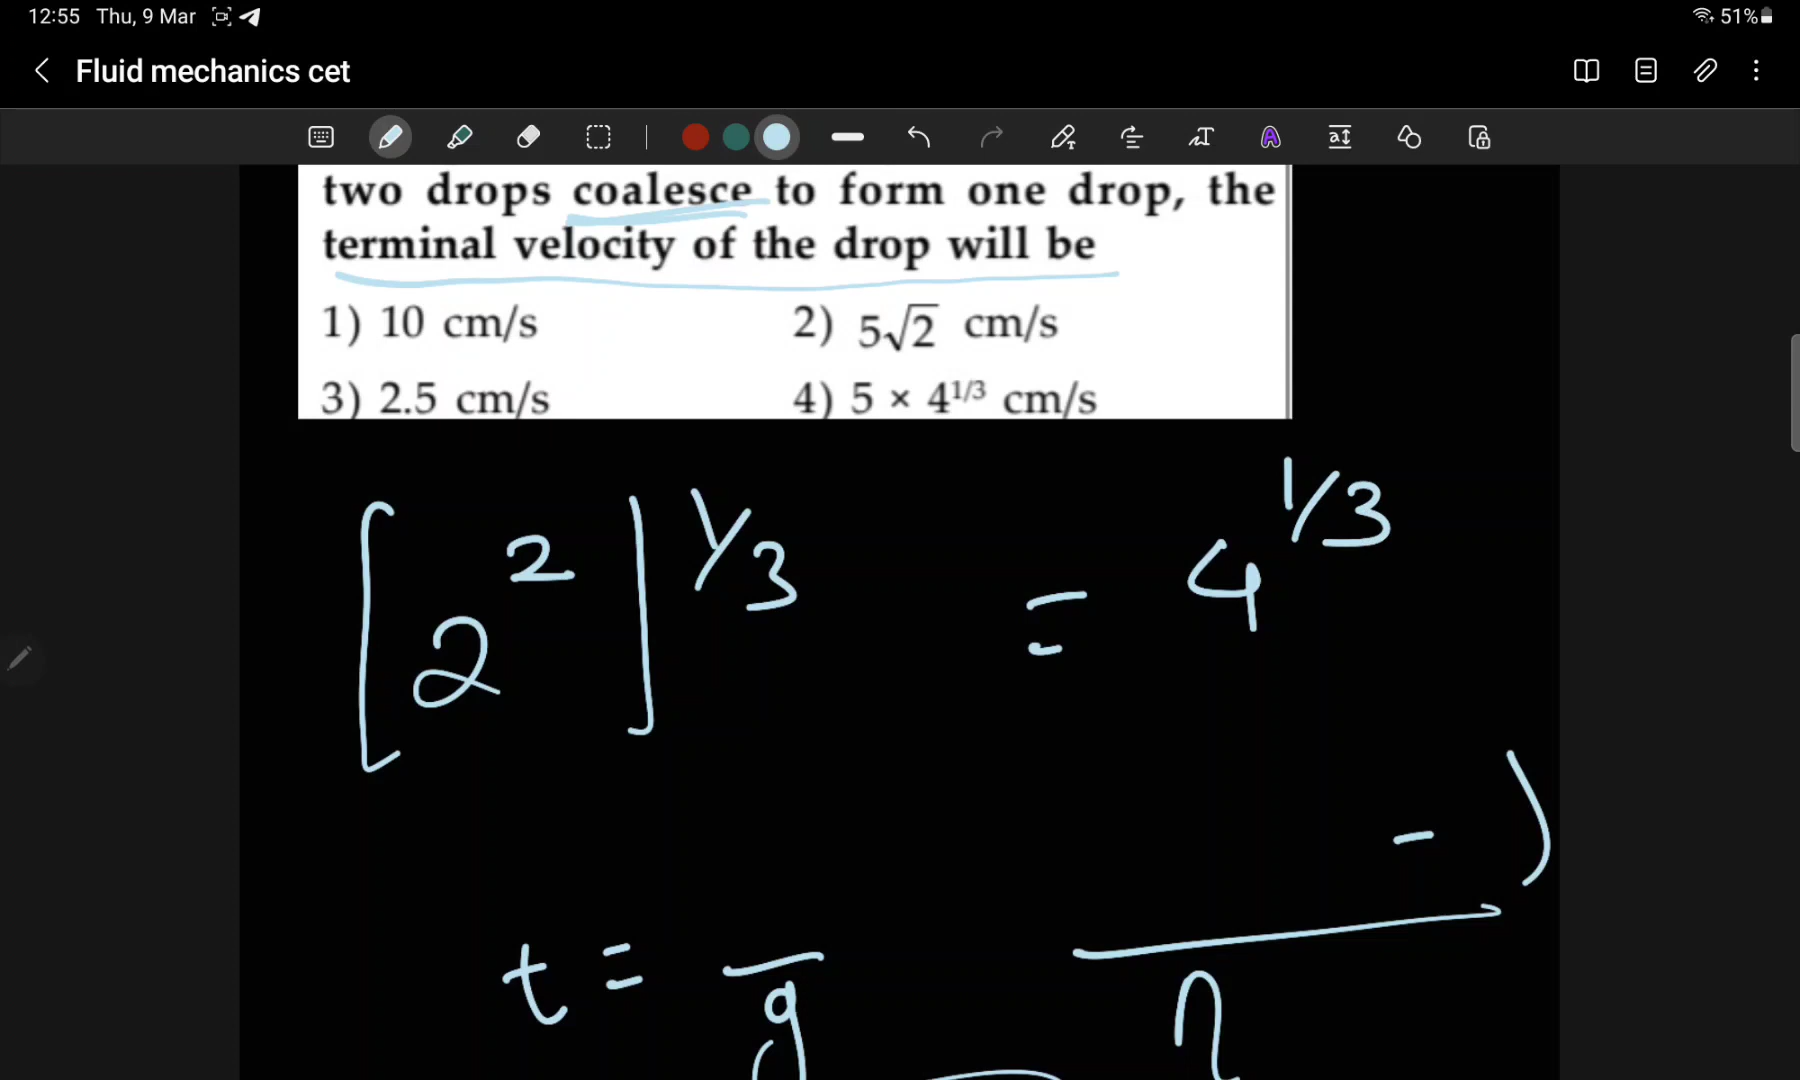 12:55 Thu, 9 Mar 51%
Fluid mechanics cet
two drops coalesce to form one drop, the
terminal velocity of the drop will be
1) 10 cm/s 2) 5√2 cm/s
3) 2.5 cm/s 4) 5 × 4^{1/3} cm/s
[2^2]^{1/3} = 4^{1/3}
- )
t = 
9 η